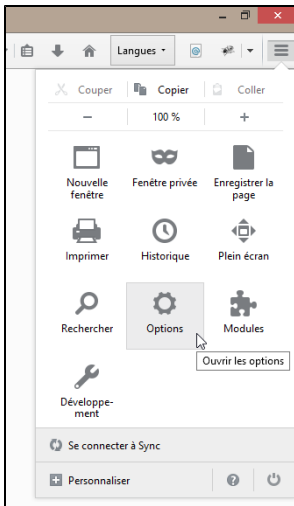 Langues
Couper Copier Coller
− 100 % +
Nouvelle fenêtre
Fenêtre privée
Enregistrer la page
Imprimer
Historique
Plein écran
Rechercher
Options
Modules
Ouvrir les options
Développe-
ment
Se connecter à Sync
Personnaliser